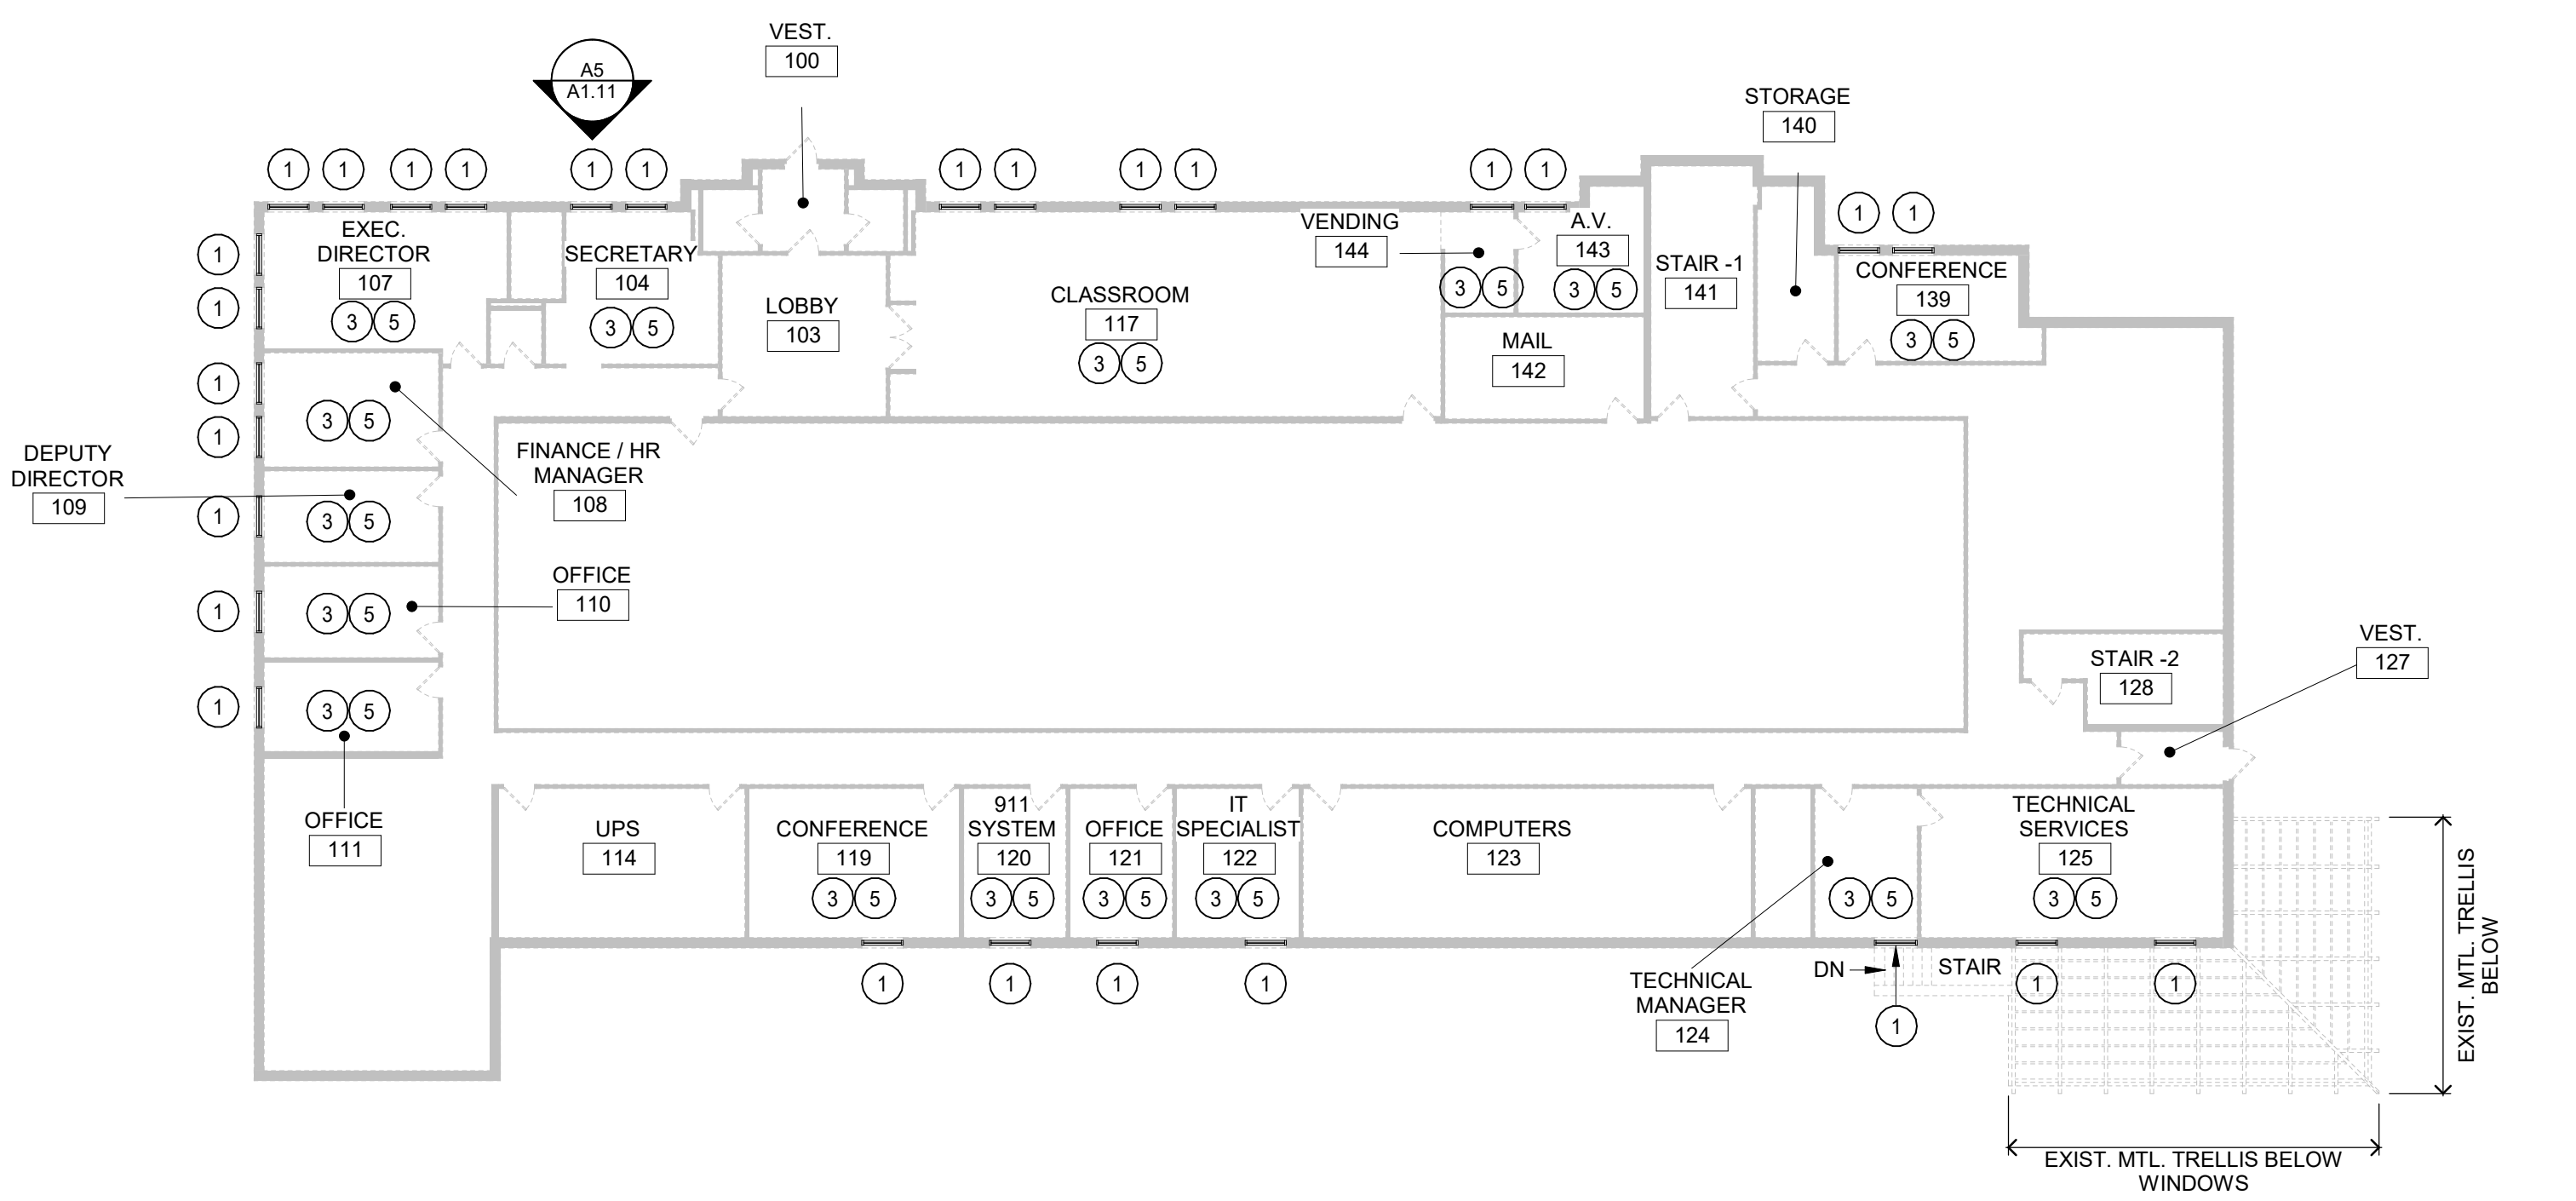 VEST.
100
A5
A1.11
STORAGE
140
1 1 1 1 1 1 1 1 1 1 1 1
1 1
1
1
1
1
1
1
1
EXEC.
DIRECTOR
107
3 5
SECRETARY
104
3 5
LOBBY
103
CLASSROOM
117
3 5
VENDING
144
3 5
A.V.
143
3 5
STAIR -1
141
CONFERENCE
139
3 5
MAIL
142
3 5
FINANCE / HR
MANAGER
108
DEPUTY
DIRECTOR
109
3 5
OFFICE
110
3 5
3 5
OFFICE
111
VEST.
127
STAIR -2
128
UPS
114
CONFERENCE
119
3 5
911
SYSTEM
120
3 5
OFFICE
121
3 5
IT
SPECIALIST
122
3 5
COMPUTERS
123
3 5
TECHNICAL
SERVICES
125
3 5
1 1 1 1
TECHNICAL
MANAGER
124
DN
STAIR
1 1
1
EXIST. MTL. TRELLIS
BELOW
EXIST. MTL. TRELLIS BELOW
WINDOWS